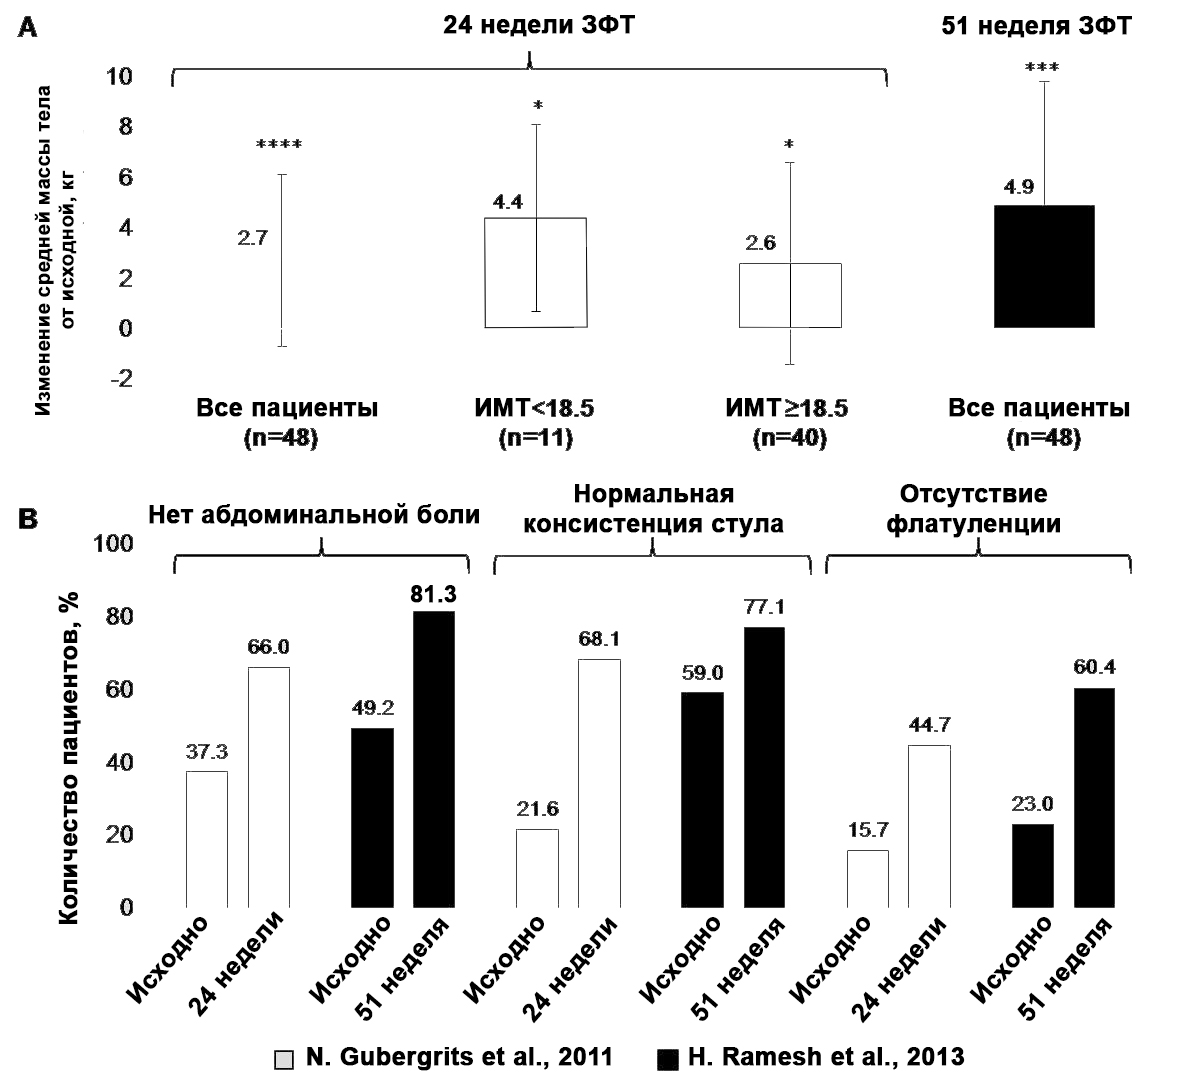 A
24 недели ЗФТ
51 неделя ЗФТ
Изменение средней массы тела
от исходной, кг
10
8
6
4
2
0
-2
****
2.7
*
4.4
*
2.6
***
4.9
Все пациенты
(n=48)
ИМТ<18.5
(n=11)
ИМТ≥18.5
(n=40)
Все пациенты
(n=48)
B
Нет абдоминальной боли
Нормальная
консистенция стула
Отсутствие
флатуленции
Количество пациентов, %
100
80
60
40
20
0
37.3
66.0
49.2
81.3
21.6
68.1
59.0
77.1
15.7
44.7
23.0
60.4
Исходно
24 недели
Исходно
51 неделя
Исходно
24 недели
Исходно
51 неделя
Исходно
24 недели
Исходно
51 неделя
N. Gubergrits et al., 2011
H. Ramesh et al., 2013